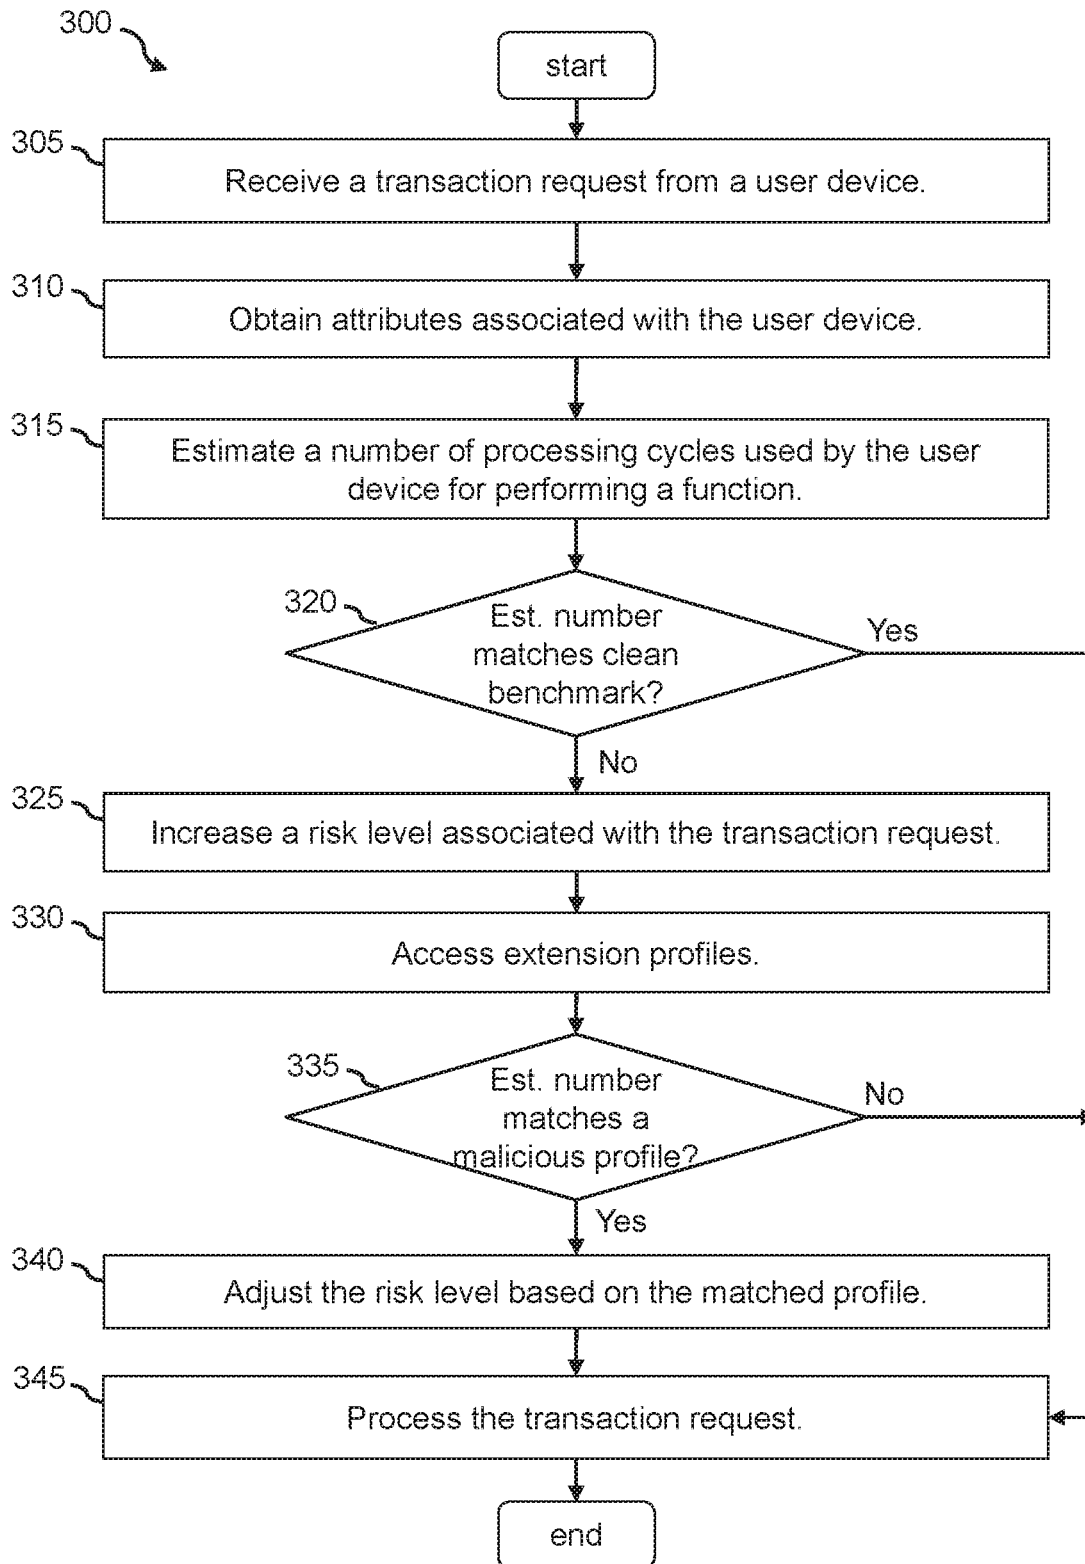 300
start
305
Receive a transaction request from a user device.
310
Obtain attributes associated with the user device.
315
Estimate a number of processing cycles used by the user
device for performing a function.
320
Est. number
matches clean
benchmark?
Yes
No
325
Increase a risk level associated with the transaction request.
330
Access extension profiles.
335
Est. number
matches a
malicious profile?
No
Yes
340
Adjust the risk level based on the matched profile.
345
Process the transaction request.
end